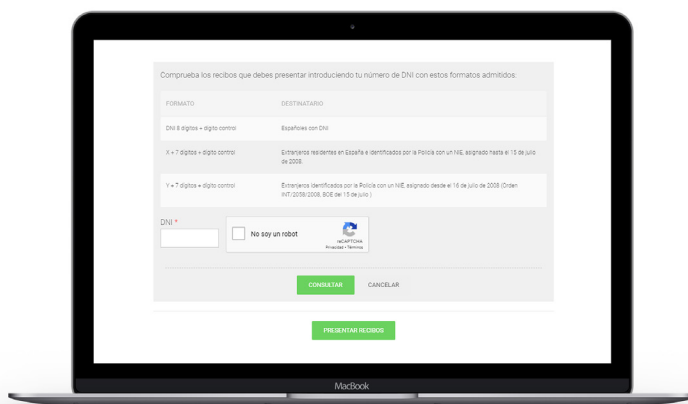 Comprueba los recibos que debes presentar introduciendo tu número de DNI con estos formatos admitidos:
FORMATO DESTINATARIO
DNI 8 dígitos + dígito control Españoles con DNI
X + 7 dígitos + dígito control Extranjeros residentes en España e identificados por la Policía con un NIE, asignado hasta el 15 de julio
de 2008.
Y + 7 dígitos + dígito control Extranjeros identificados por la Policía con un NIE, asignado desde el 16 de julio de 2008 (Orden
INT/2058/2008, BOE del 15 de julio )
DNI *
No soy un robot
reCAPTCHA
Privacidad - Términos
CONSULTAR CANCELAR
PRESENTAR RECIBOS
MacBook